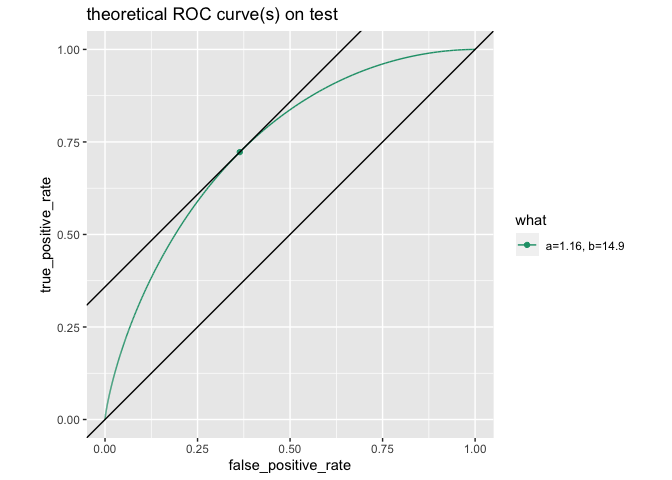 theoretical ROC curve(s) on test
1.00
0.75
0.50
0.25
0.00
true_positive_rate
0.00 0.25 0.50 0.75 1.00
false_positive_rate
what
a=1.16, b=14.9